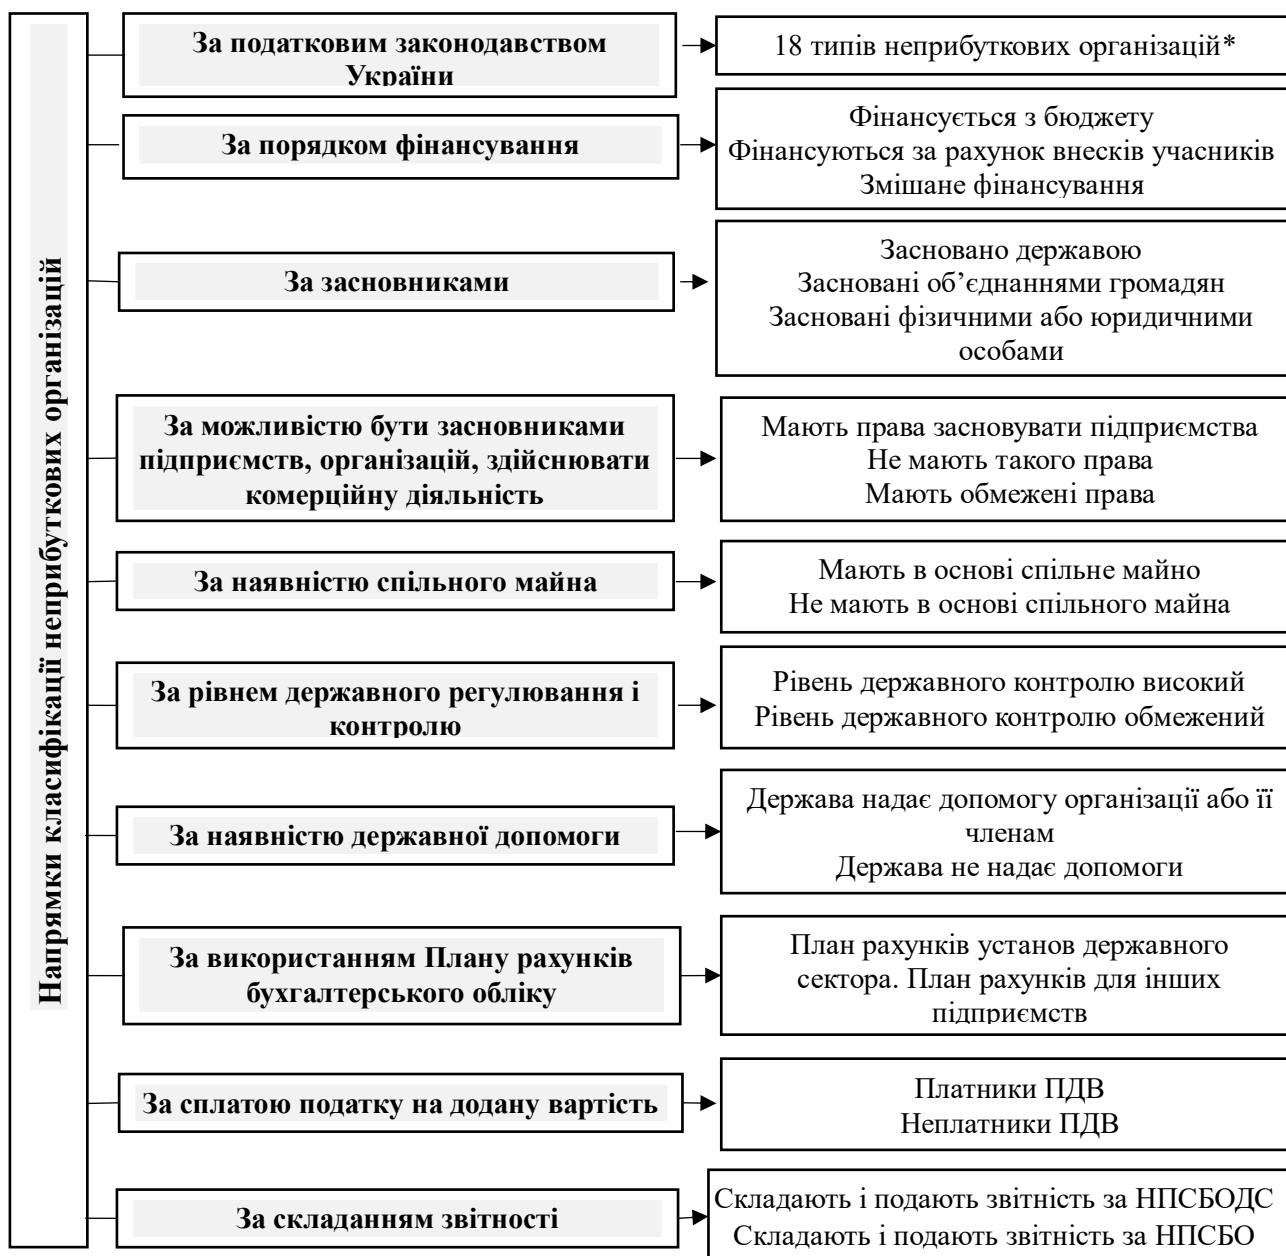 Напрямки класифікації неприбуткових організацій
За податковим законодавством
України
18 типів неприбуткових організацій*
За порядком фінансування
Фінансується з бюджету
Фінансуються за рахунок внесків учасників
Змішане фінансування
За засновниками
Засновано державою
Засновані об’єднаннями громадян
Засновані фізичними або юридичними
особами
За можливістю бути засновниками
підприємств, організацій, здійснювати
комерційну діяльність
Мають права засновувати підприємства
Не мають такого права
Мають обмежені права
За наявністю спільного майна
Мають в основі спільне майно
Не мають в основі спільного майна
За рівнем державного регулювання і
контролю
Рівень державного контролю високий
Рівень державного контролю обмежений
За наявністю державної допомоги
Держава надає допомогу організації або її
членам
Держава не надає допомоги
За використанням Плану рахунків
бухгалтерського обліку
План рахунків установ державного
сектора. План рахунків для інших
підприємств
За сплатою податку на додану вартість
Платники ПДВ
Неплатники ПДВ
За складанням звітності
Складають і подають звітність за НПСБОДС
Складають і подають звітність за НПСБО